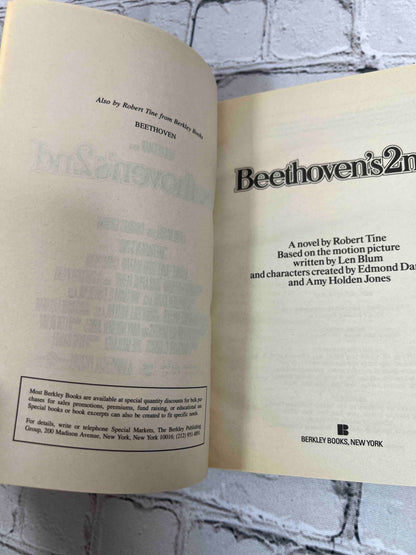 Also by Robert Tine from Berkley Books
BEETHOVEN
Most Berkley Books are available at special quantity discounts for bulk pur-
chases for sales promotions, premiums, fund raising, or educational use.
Special books or book excerpts can also be created to fit specific needs.
For details, write or telephone Special Markets, The Berkley Publishing
Group, 200 Madison Avenue, New York, New York 10016; (212)
Beethoven's 2n
A novel by Robert Tine
Based on the motion picture
written by Len Blum
and characters created by Edmond Da
and Amy Holden Jones
B
BERKLEY BOOKS, NEW YORK